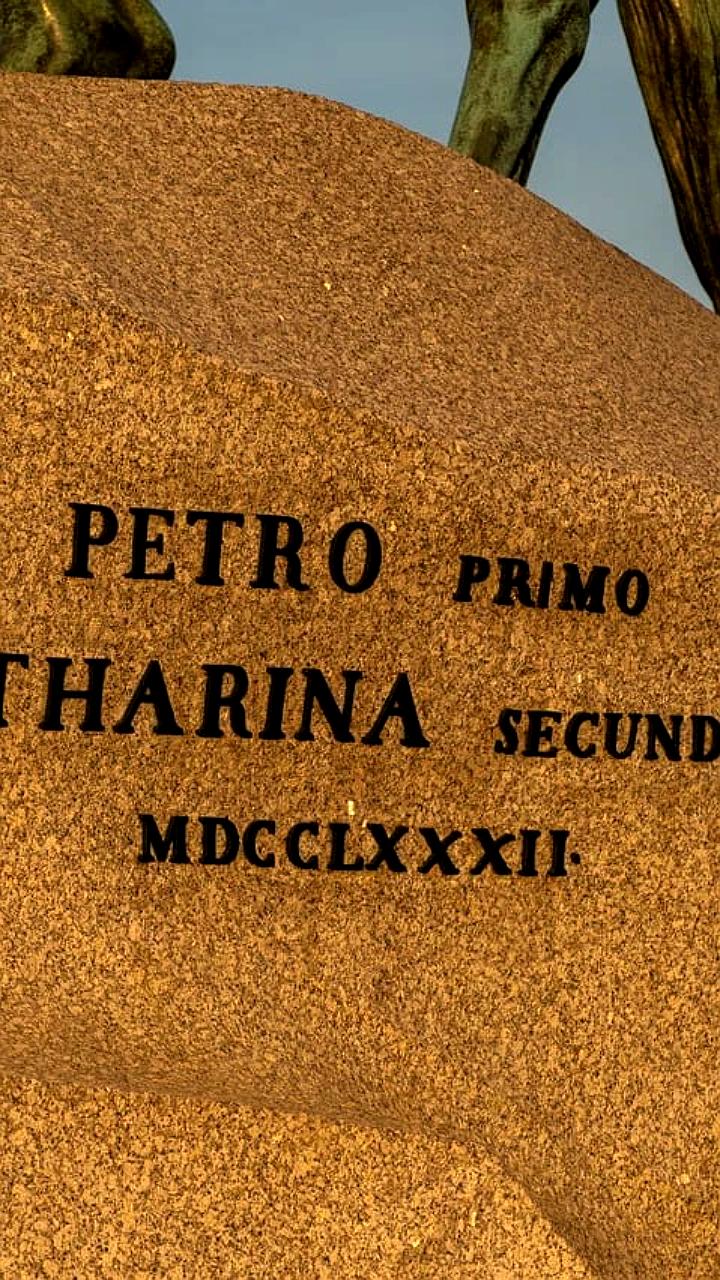 PETRO PRIMO
THARINA SECUND
MDCCLXXXII.